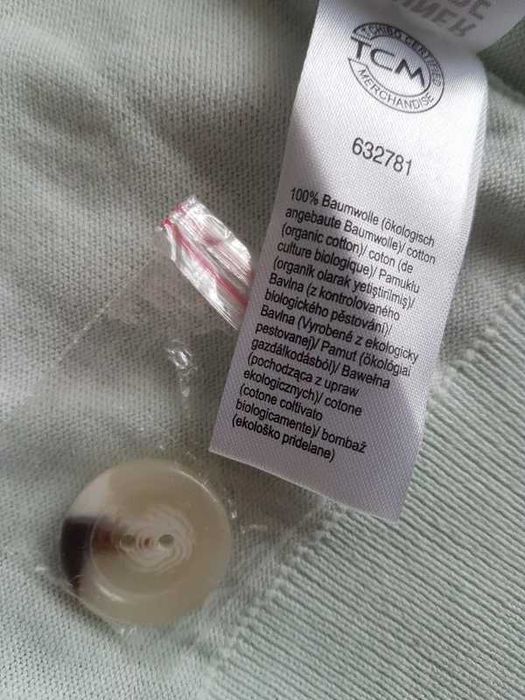 TCHIBO CERTIFIED
TCM
MERCHANDISE
632781
100% Baumwolle (ökologisch
angebaute Baumwolle)/ cotton
(organic cotton)/ coton (de
culture biologique)/ Pamuklu
(organik olarak yetiştirilmiş)/
Bavlna (z kontrolovaného
biologického pěstování)/
Bavlna (Vyrobené z ekologicky
pestovanej)/ Pamut (ökológiai
gazdálkodásból)/ Bawełna
(pochodząca z upraw
ekologicznych)/ cotone
(cotone coltivato
biologicamente)/ bombaž
(ekološko pridelane)